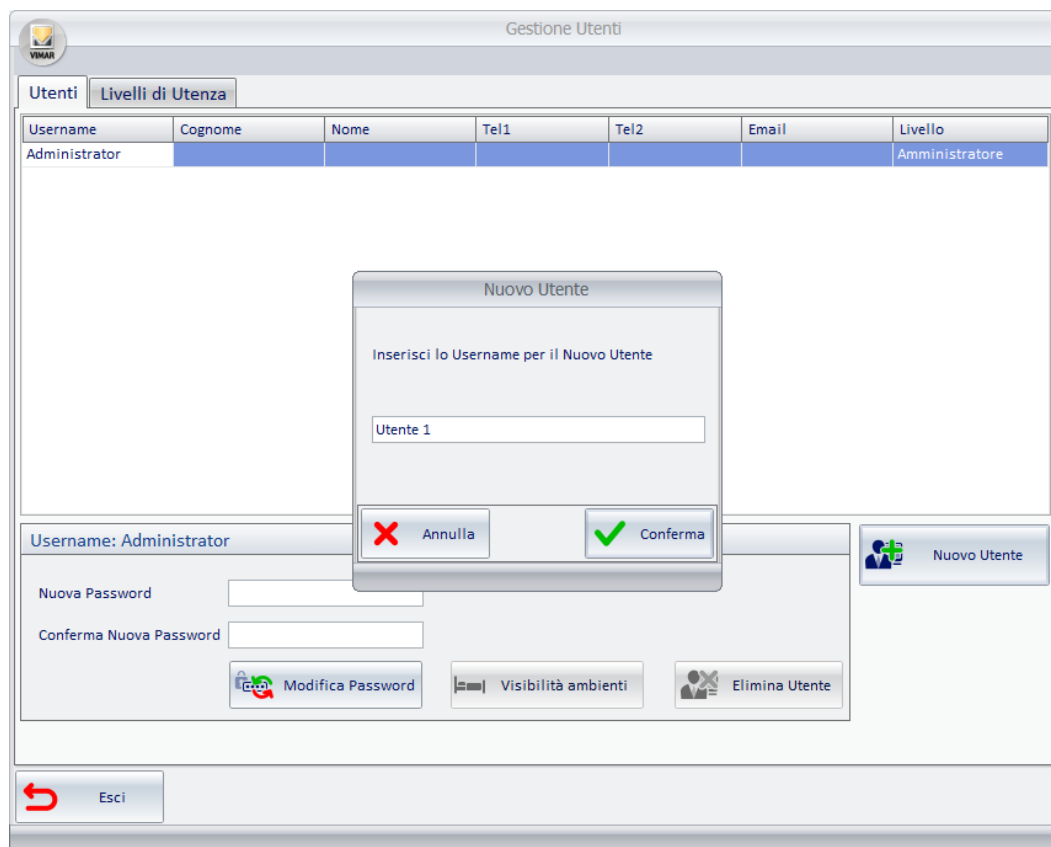 Gestione Utenti
VIMAR
Utenti Livelli di Utenza
Username Cognome Nome Tel1 Tel2 Email Livello
Administrator Amministratore
Nuovo Utente
Inserisci lo Username per il Nuovo Utente
Utente 1
Annulla Conferma
Username: Administrator
Nuovo Utente
Nuova Password
Conferma Nuova Password
Modifica Password Visibilità ambienti Elimina Utente
Esci